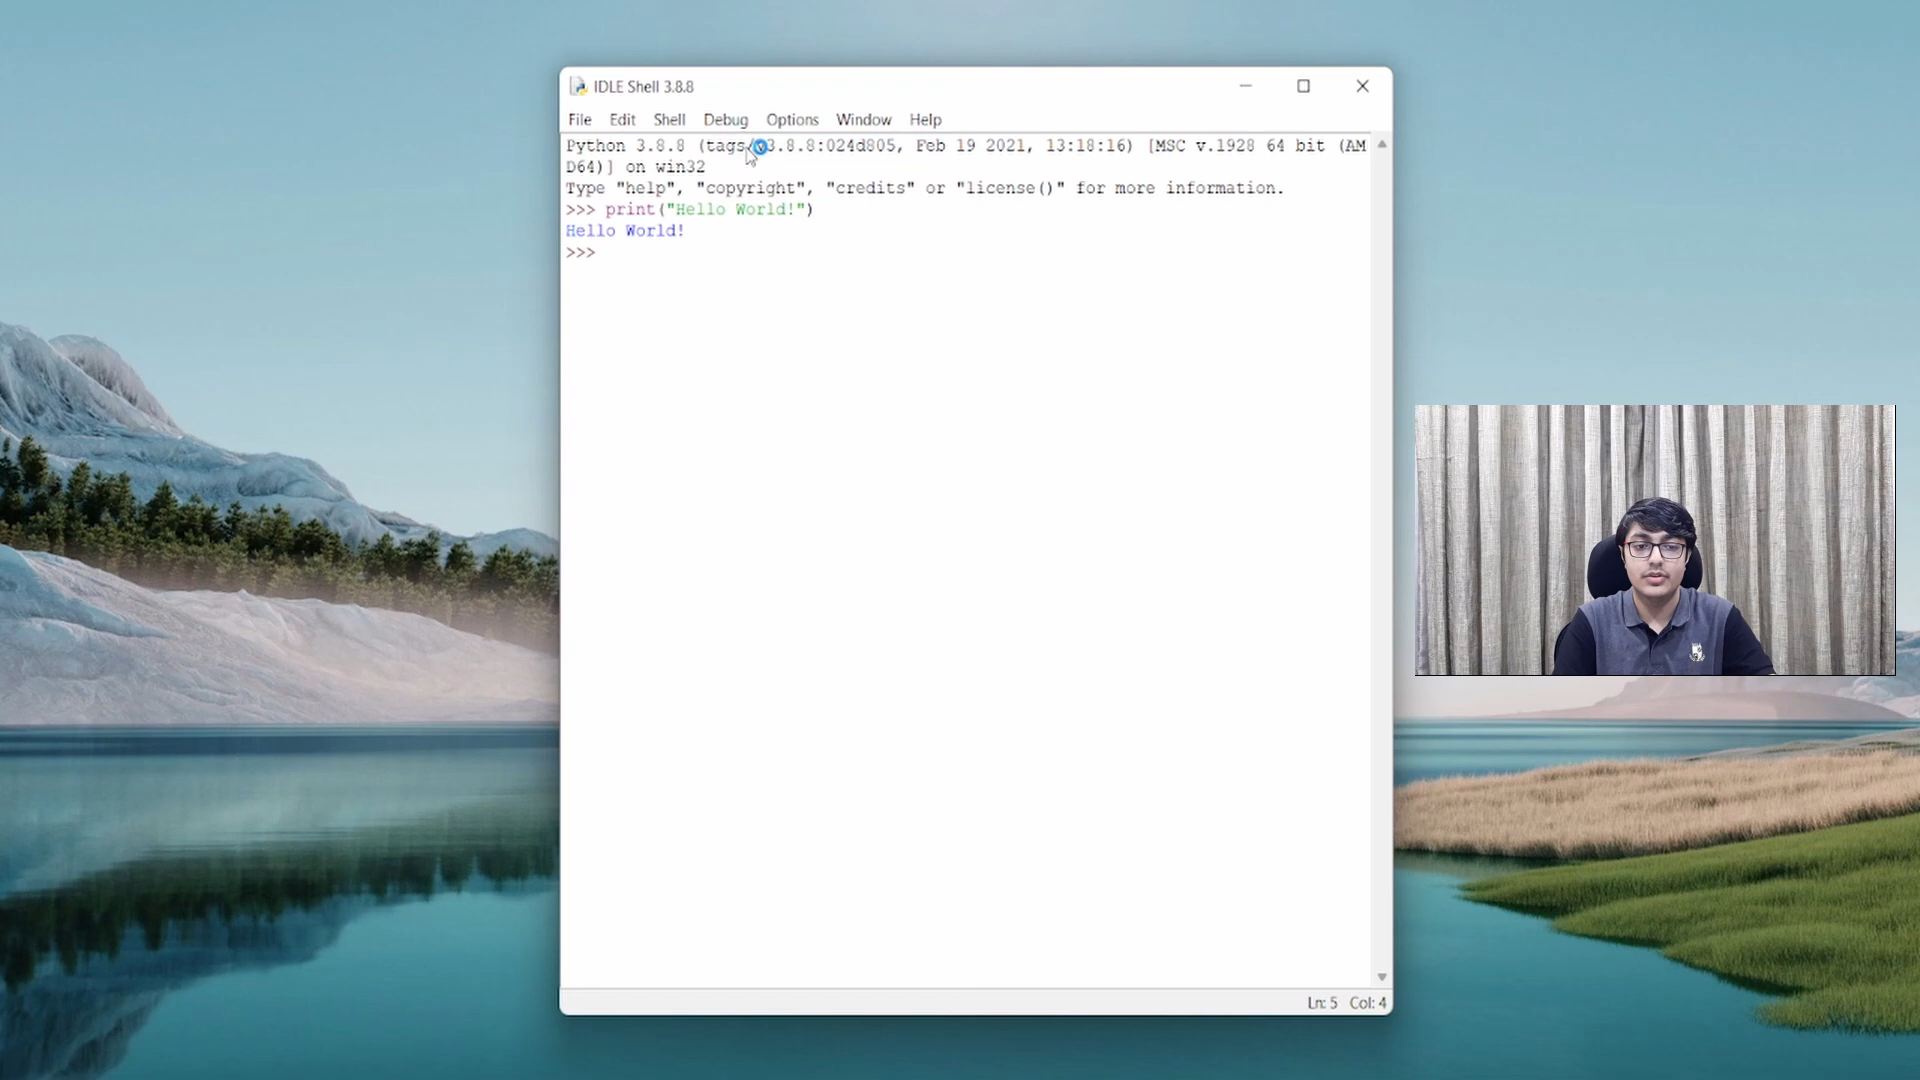 IDLE Shell 3.8.8
File Edit Shell Debug Options Window Help
Python 3.8.8 (tags/v3.8.8:024d805, Feb 19 2021, 13:18:16) [MSC v.1928 64 bit (AM
D64)] on win32
Type "help", "copyright", "credits" or "license()" for more information.
>>> print("Hello World!")
Hello World!
>>>
Ln: 5 Col: 4